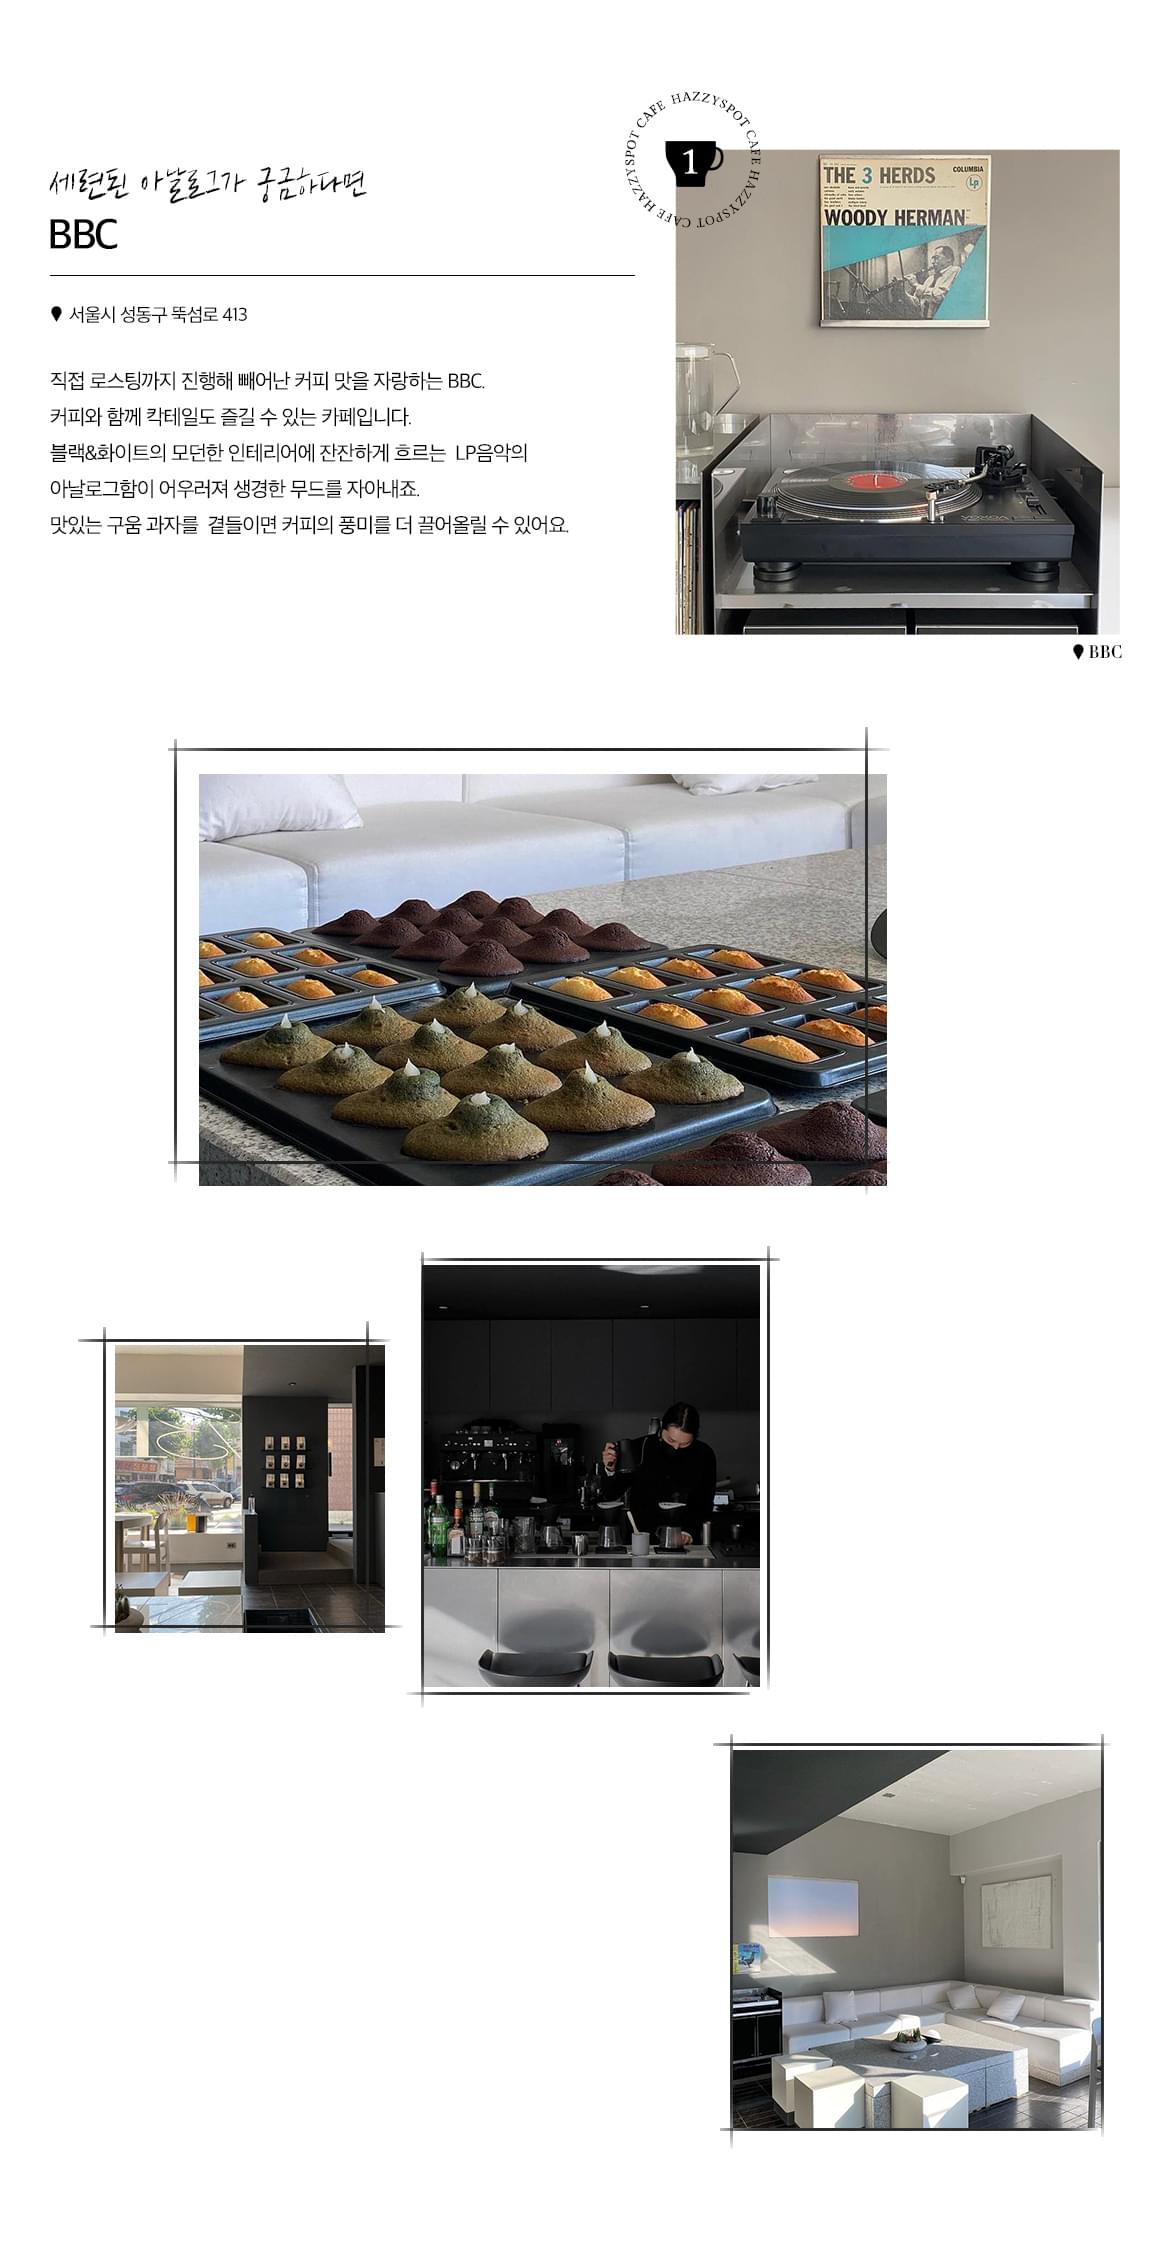 HAZZYSPOT CAFE HAZZYSPOT CAFE HAZZYSPOT CAFE
1
세련된 아날로그가 궁금하다면
BBC
서울시 성동구 뚝섬로 413
직접 로스팅까지 진행해 빼어난 커피 맛을 자랑하는 BBC.
커피와 함께 칵테일도 즐길 수 있는 카페입니다.
블랙&화이트의 모던한 인테리어에 잔잔하게 흐르는 LP음악의
아날로그함이 어우러져 생경한 무드를 자아내죠.
맛있는 구움 과자를 곁들이면 커피의 풍미를 더 끌어올릴 수 있어요.
THE 3 HERDS
COLUMBIA
Lp
WOODY HERMAN
BBC